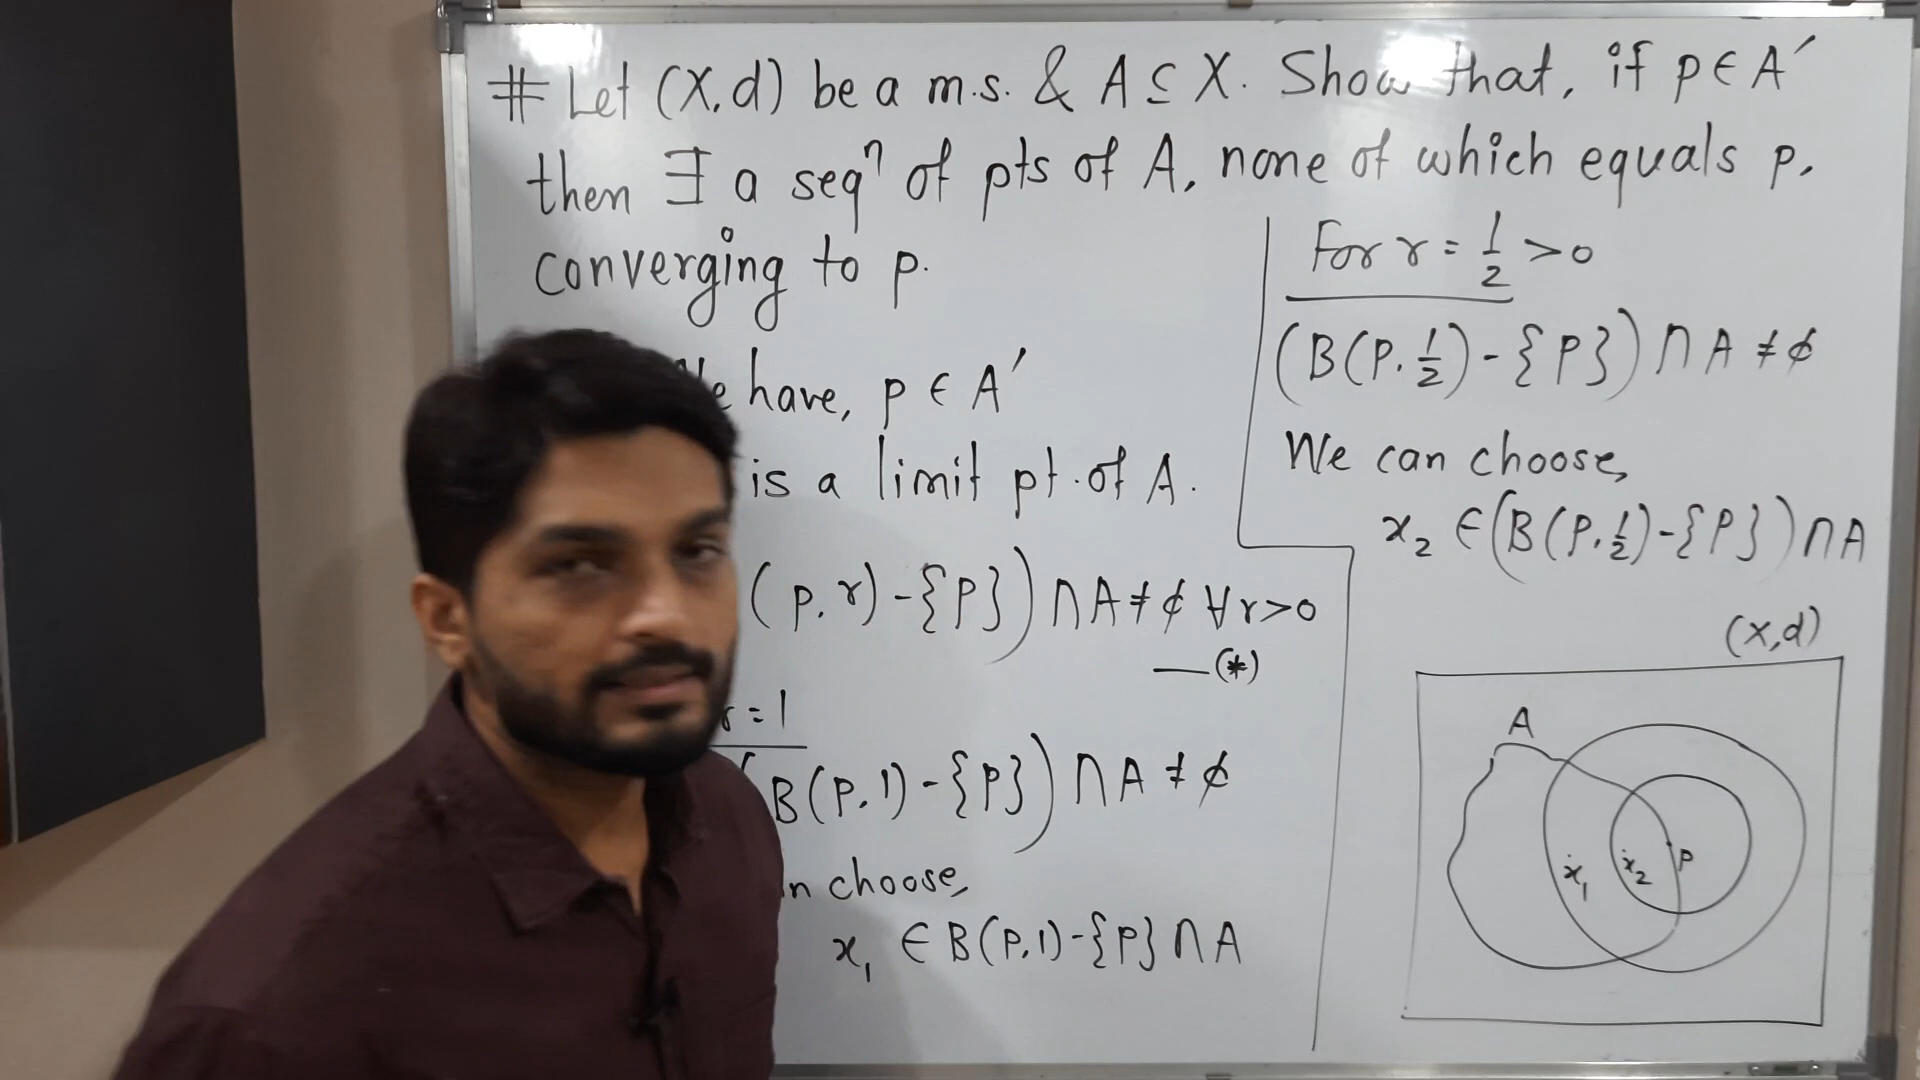 # Let (X,d) be a m.s. & A ⊆ X. Show that, if p ∈ A′
then ∃ a seqⁿ of pts of A, none of which equals p,
converging to p.
have, p ∈ A′
is a limit pt. of A.
(p,r) - {p}) ∩ A ≠ ϕ ∀ r > 0
—(*)
r = 1
(B(p,1) - {p}) ∩ A ≠ ϕ
choose,
x₁ ∈ B(p,1) - {p} ∩ A
For r = 1/2 > 0
(B(p,1/2) - {p}) ∩ A ≠ ϕ
We can choose,
x₂ ∈ (B(p,1/2) - {p}) ∩ A
(X,d)
A
x₁ x₂ p